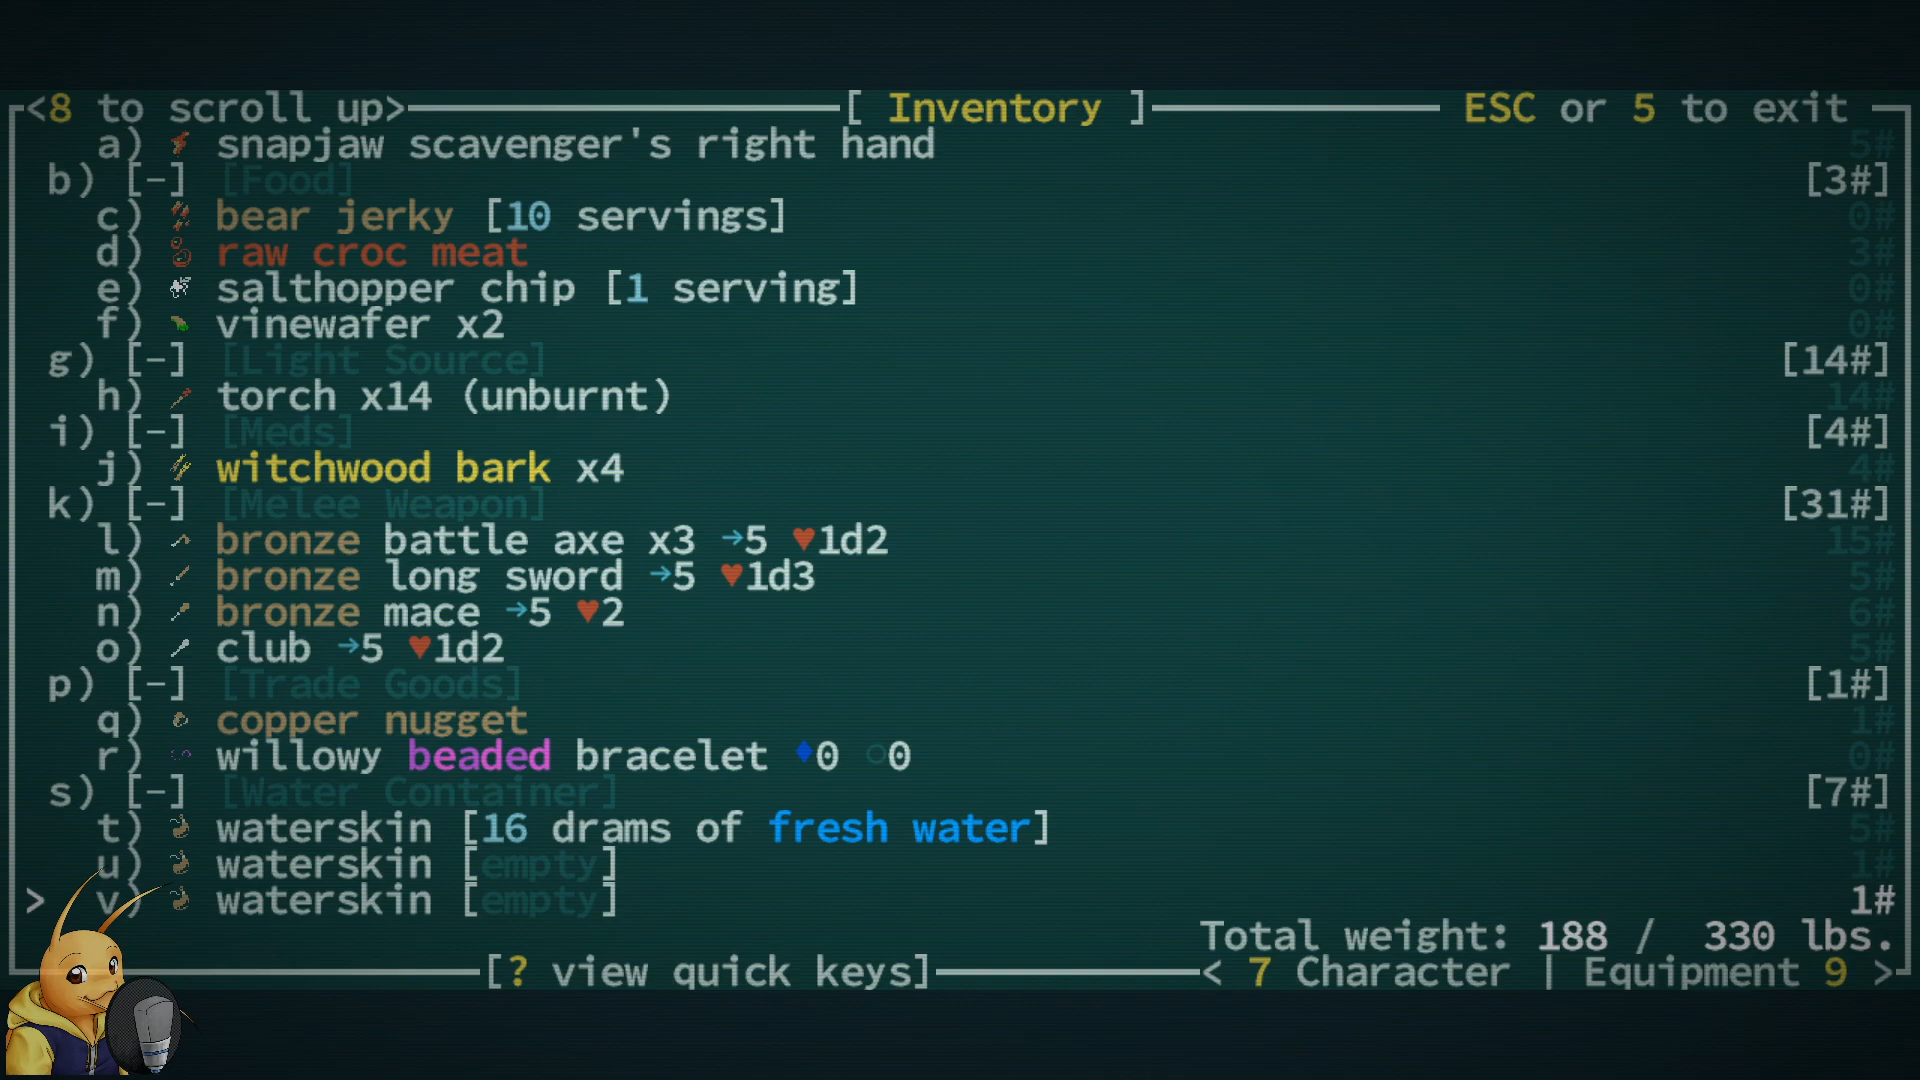 <8 to scroll up> [ Inventory ] ESC or 5 to exit
a) snapjaw scavenger's right hand 5#
b) [-] [Food] [3#]
c) bear jerky [10 servings] 0#
d) raw croc meat 3#
e) salthopper chip [1 serving] 0#
f) vinewafer x2 0#
g) [-] [Light Source] [14#]
h) torch x14 (unburnt) 14#
i) [-] [Meds] [4#]
j) witchwood bark x4 4#
k) [-] [Melee Weapon] [31#]
l) bronze battle axe x3 →5 ♥1d2 15#
m) bronze long sword →5 ♥1d3 5#
n) bronze mace →5 ♥2 6#
o) club →5 ♥1d2 5#
p) [-] [Trade Goods] [1#]
q) copper nugget 1#
r) willowy beaded bracelet ♦0 ○0 0#
s) [-] [Water Container] [7#]
t) waterskin [16 drams of fresh water] 5#
u) waterskin [empty] 1#
> v) waterskin [empty] 1#
Total weight: 188 / 330 lbs.
[? view quick keys] < 7 Character | Equipment 9 >